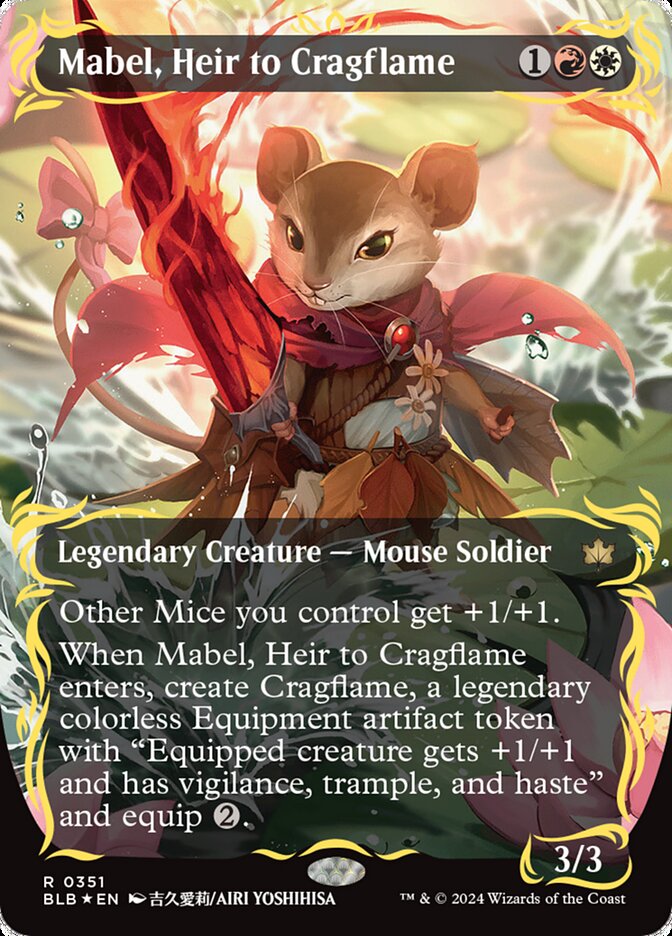 Mabel, Heir to Cragflame 1
Legendary Creature — Mouse Soldier
Other Mice you control get +1/+1.
When Mabel, Heir to Cragflame
enters, create Cragflame, a legendary
colorless Equipment artifact token
with “Equipped creature gets +1/+1
and has vigilance, trample, and haste”
and equip 2.
3/3
R 0351
BLB ★ EN 吉久愛莉/AIRI YOSHIHISA
™ & © 2024 Wizards of the Coast